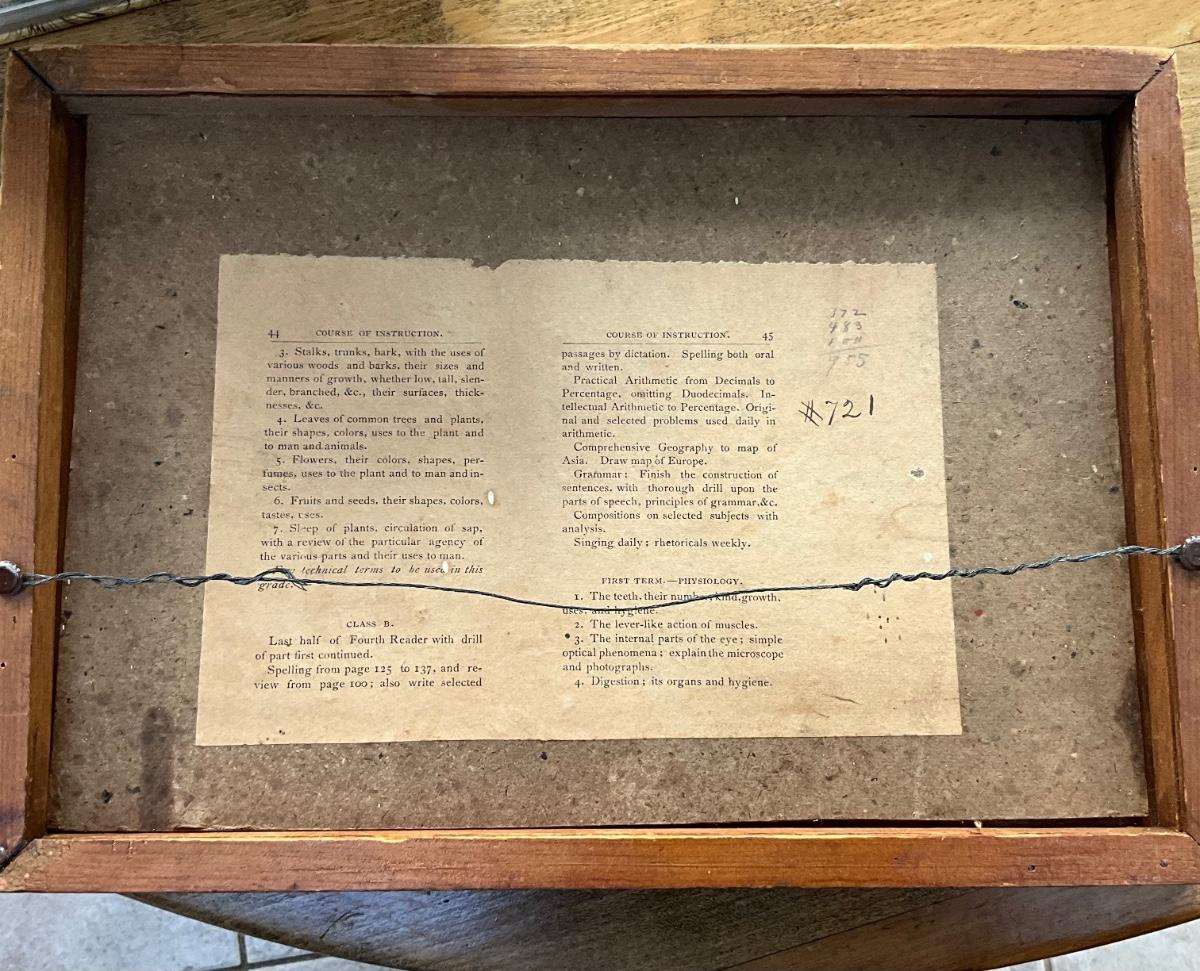 44 COURSE OF INSTRUCTION.
3. Stalks, trunks, bark, with the uses of
various woods and barks, their sizes and
manners of growth, whether low, tall, slen-
der, branched, &c., their surfaces, thick-
nesses, &c.
4. Leaves of common trees and plants,
their shapes, colors, uses to the plant and
to man and animals.
5. Flowers, their colors, shapes, per-
fumes, uses to the plant and to man and in-
sects.
6. Fruits and seeds, their shapes, colors,
tastes, uses.
7. Sleep of plants, circulation of sap,
with a review of the particular agency of
the various parts and their uses to man.
technical terms to be used in this
grade.
CLASS B.
Last half of Fourth Reader with drill
of part first continued.
Spelling from page 125 to 137, and re-
view from page 100; also write selected
COURSE OF INSTRUCTION. 45
passages by dictation. Spelling both oral
and written.
Practical Arithmetic from Decimals to
Percentage, omitting Duodecimals. In-
tellectual Arithmetic to Percentage. Origi-
nal and selected problems used daily in
arithmetic.
Comprehensive Geography to map of
Asia. Draw map of Europe.
Grammar: Finish the construction of
sentences, with thorough drill upon the
parts of speech, principles of grammar, &c.
Compositions on selected subjects with
analysis.
Singing daily; rhetoricals weekly.
FIRST TERM.—PHYSIOLOGY.
1. The teeth, their number, kind, growth,
uses, and hygiene.
2. The lever-like action of muscles.
3. The internal parts of the eye; simple
optical phenomena; explain the microscope
and photographs.
4. Digestion; its organs and hygiene.
483
#721